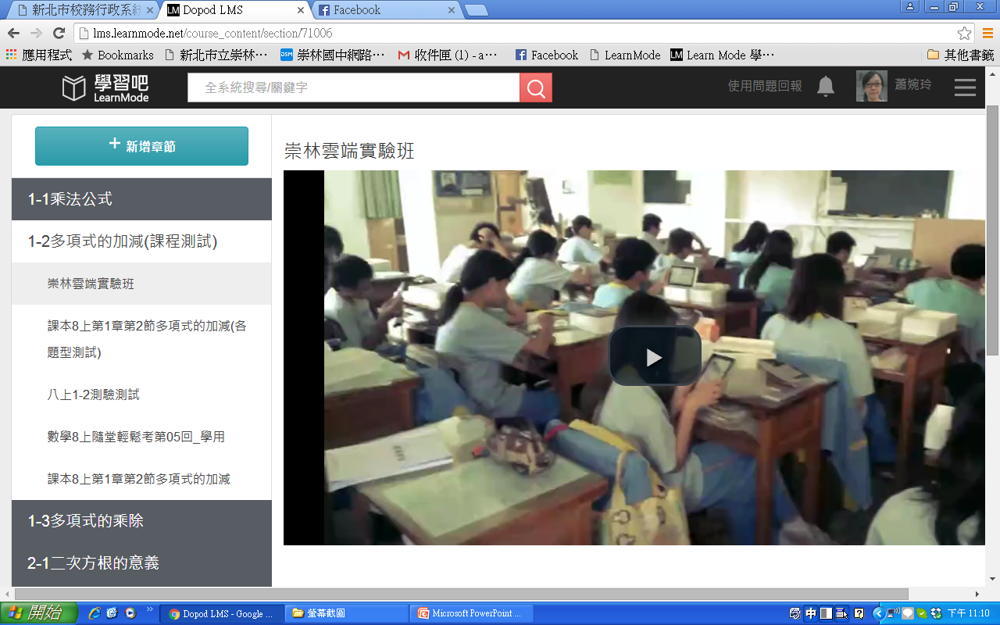 新北市校務行政系統
Dopod LMS
Facebook
lms.learnmode.net/course_content/section/71006
應用程式
Bookmarks
新北市立崇林…
崇林國中網路…
收件匣 (1) - a…
Facebook
LearnMode
Learn Mode 學…
其他書籤
學習吧
LearnMode
全系統搜尋/關鍵字
使用問題回報
蕭婉玲
+ 新增章節
崇林雲端實驗班
1-1乘法公式
1-2多項式的加減(課程測試)
崇林雲端實驗班
課本8上第1章第2節多項式的加減(各
題型測試)
八上1-2測驗測試
數學8上隨堂輕鬆考第05回_學用
課本8上第1章第2節多項式的加減
1-3多項式的乘除
2-1二次方根的意義
開始
Dopod LMS - Google ...
螢幕截圖
Microsoft PowerPoint ...
中
下午 11:10